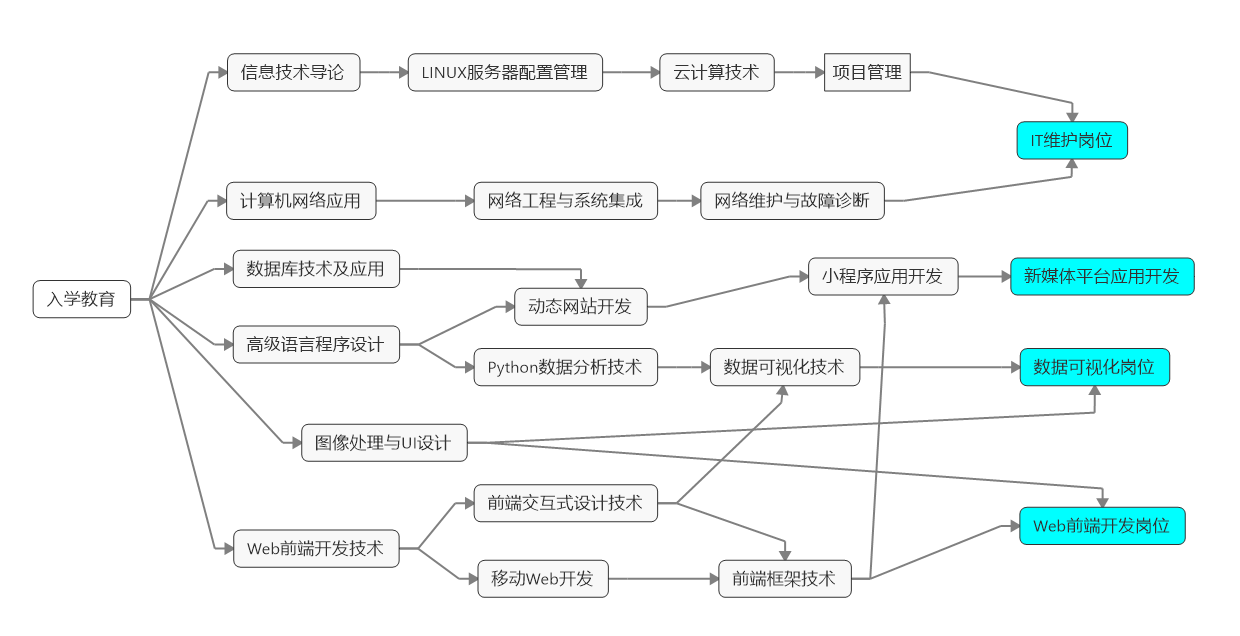 信息技术导论
LINUX服务器配置管理
云计算技术
项目管理
IT维护岗位
计算机网络应用
网络工程与系统集成
网络维护与故障诊断
数据库技术及应用
小程序应用开发
新媒体平台应用开发
入学教育
动态网站开发
高级语言程序设计
Python数据分析技术
数据可视化技术
数据可视化岗位
图像处理与UI设计
前端交互式设计技术
Web前端开发岗位
Web前端开发技术
移动Web开发
前端框架技术